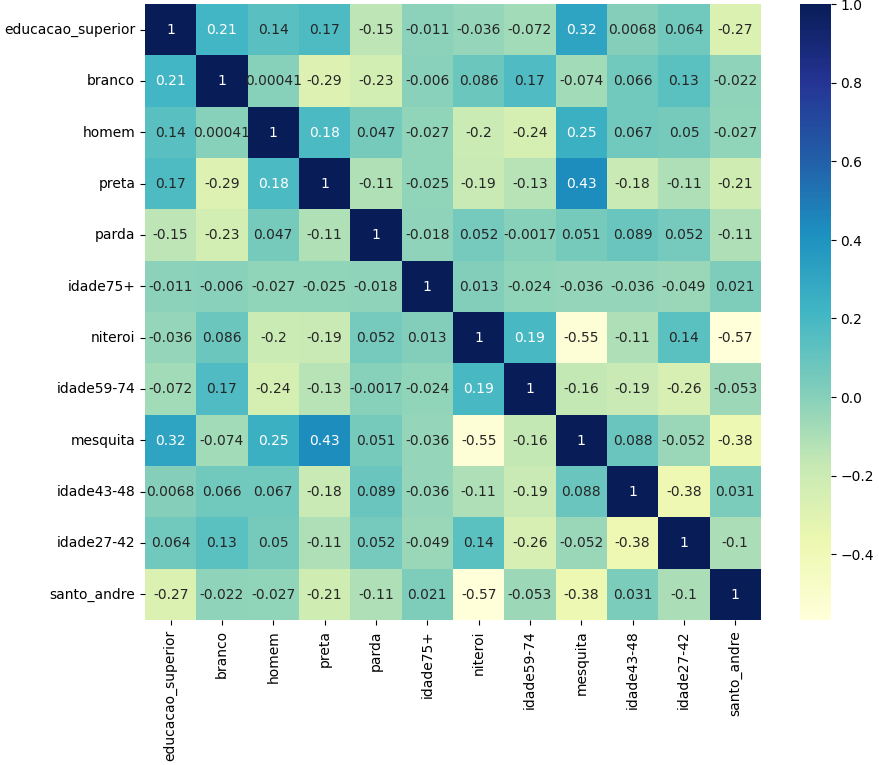 educacao_superior 1 0.21 0.14 0.17 -0.15 -0.011 -0.036 -0.072 0.32 0.0068 0.064 -0.27
branco 0.21 1 0.00041 -0.29 -0.23 -0.006 0.086 0.17 -0.074 0.066 0.13 -0.022
homem 0.14 0.00041 1 0.18 0.047 -0.027 -0.2 -0.24 0.25 0.067 0.05 -0.027
preta 0.17 -0.29 0.18 1 -0.11 -0.025 -0.19 -0.13 0.43 -0.18 -0.11 -0.21
parda -0.15 -0.23 0.047 -0.11 1 -0.018 0.052 -0.0017 0.051 0.089 0.052 -0.11
idade75+ -0.011 -0.006 -0.027 -0.025 -0.018 1 0.013 -0.024 -0.036 -0.036 -0.049 0.021
niteroi -0.036 0.086 -0.2 -0.19 0.052 0.013 1 0.19 -0.55 -0.11 0.14 -0.57
idade59-74 -0.072 0.17 -0.24 -0.13 -0.0017 -0.024 0.19 1 -0.16 -0.19 -0.26 -0.053
mesquita 0.32 -0.074 0.25 0.43 0.051 -0.036 -0.55 -0.16 1 0.088 -0.052 -0.38
idade43-48 0.0068 0.066 0.067 -0.18 0.089 -0.036 -0.11 -0.19 0.088 1 -0.38 0.031
idade27-42 0.064 0.13 0.05 -0.11 0.052 -0.049 0.14 -0.26 -0.052 -0.38 1 -0.1
santo_andre -0.27 -0.022 -0.027 -0.21 -0.11 0.021 -0.57 -0.053 -0.38 0.031 -0.1 1
educacao_superior
branco
homem
preta
parda
idade75+
niteroi
idade59-74
mesquita
idade43-48
idade27-42
santo_andre
1.0
0.8
0.6
0.4
0.2
0.0
−0.2
−0.4